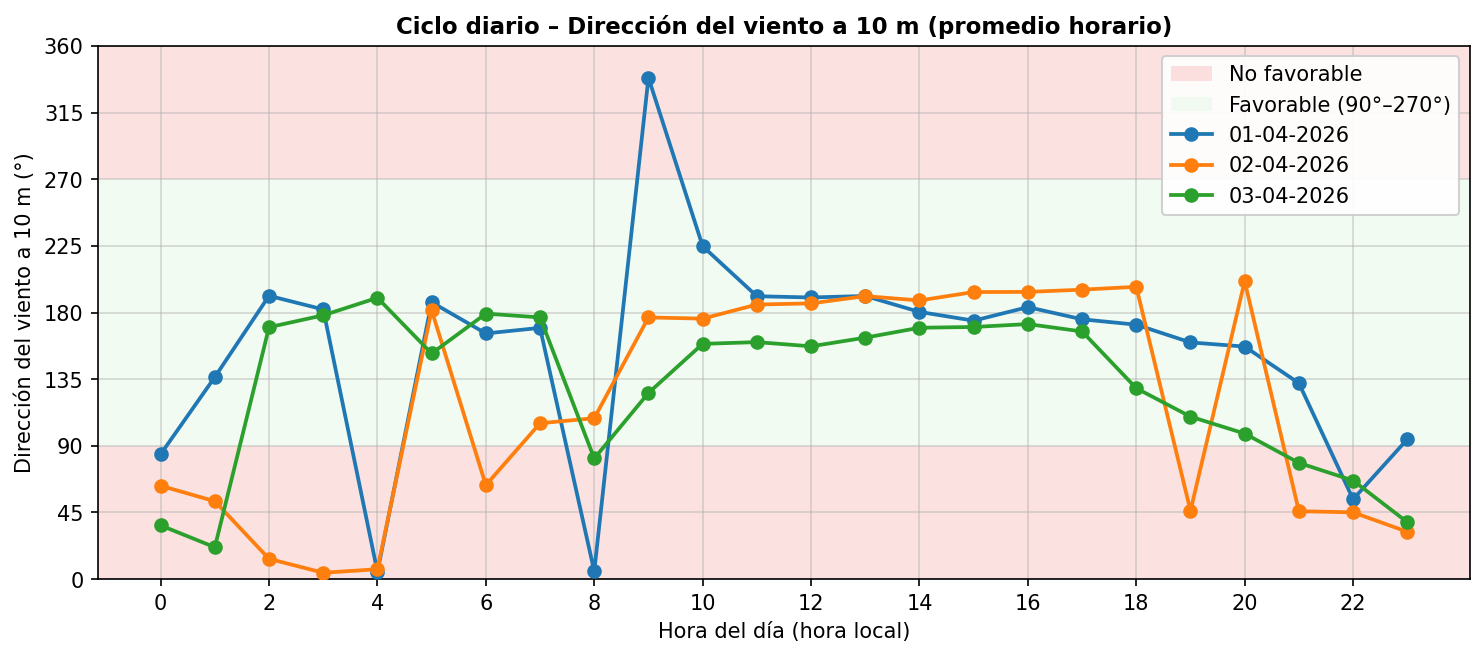 Ciclo diario – Dirección del viento a 10 m (promedio horario)
Dirección del viento a 10 m (°)
360
315
270
225
180
135
90
45
0
No favorable
Favorable (90°–270°)
01-04-2026
02-04-2026
03-04-2026
0 2 4 6 8 10 12 14 16 18 20 22
Hora del día (hora local)